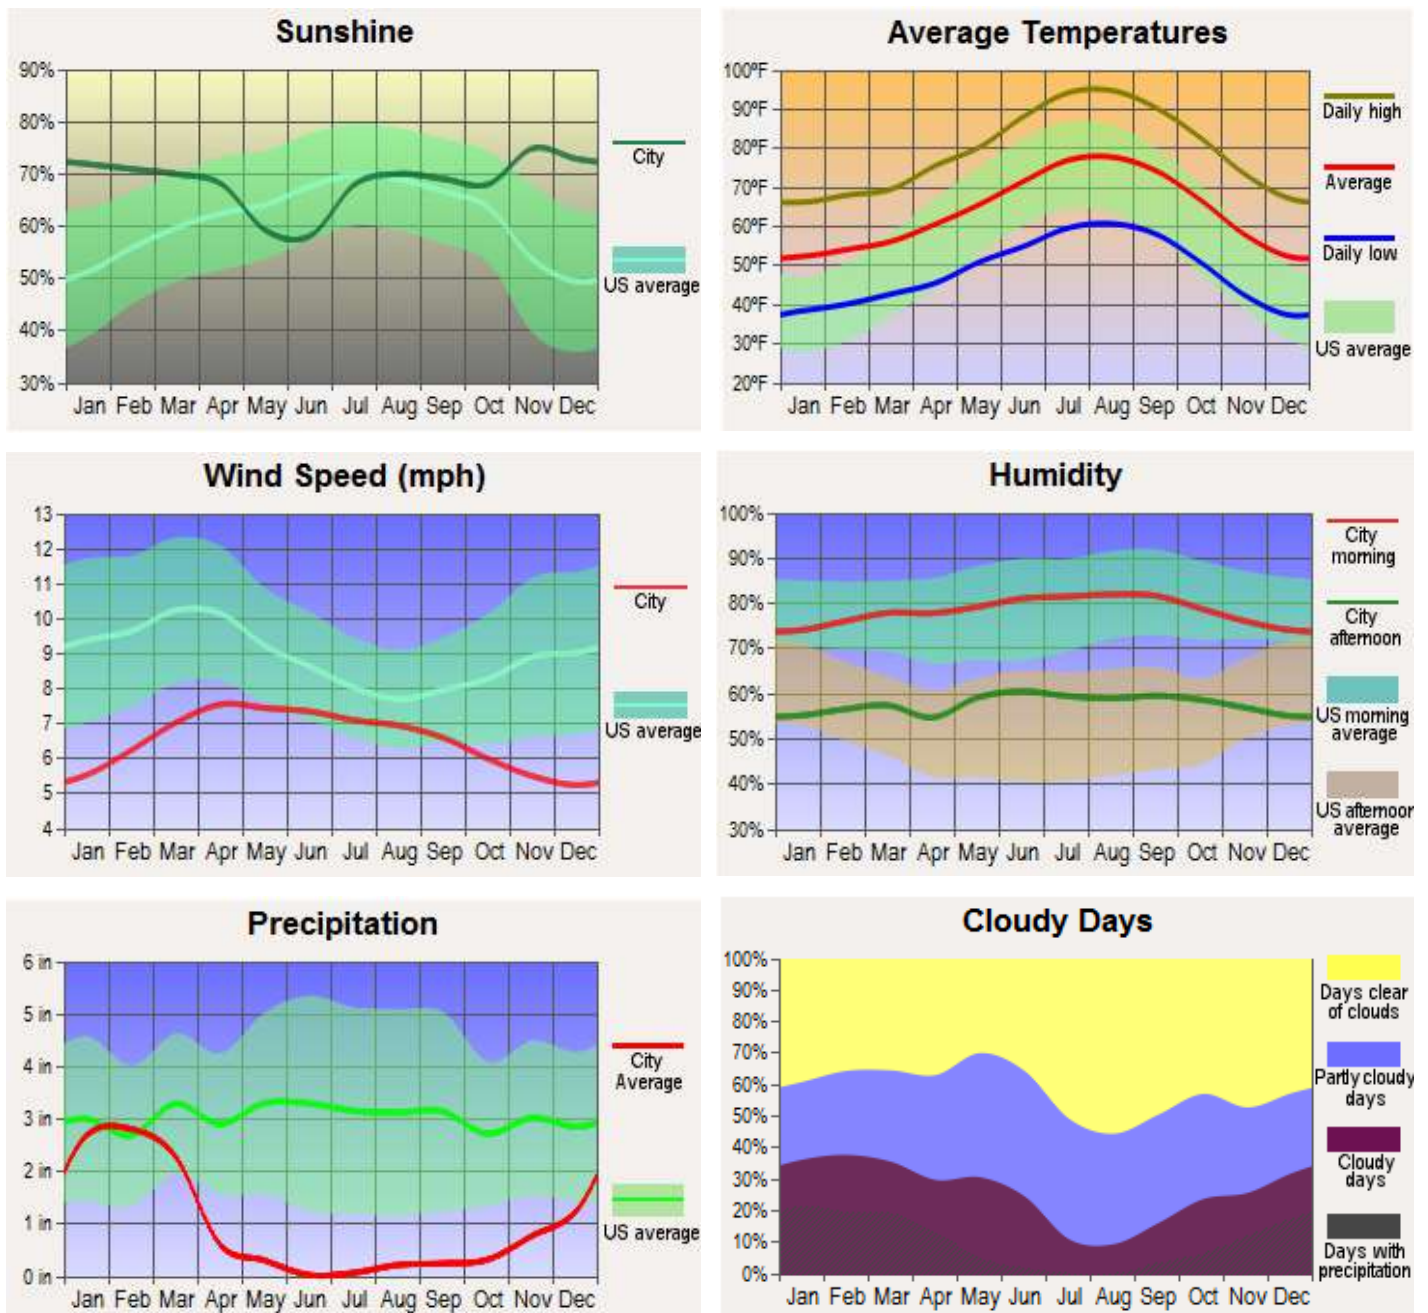 Sunshine
90%
80%
70%
60%
50%
40%
30%
Jan Feb Mar Apr May Jun Jul Aug Sep Oct Nov Dec
City
US average
Average Temperatures
100ºF
90ºF
80ºF
70ºF
60ºF
50ºF
40ºF
30ºF
20ºF
Jan Feb Mar Apr May Jun Jul Aug Sep Oct Nov Dec
Daily high
Average
Daily low
US average
Wind Speed (mph)
13
12
11
10
9
8
7
6
5
4
Jan Feb Mar Apr May Jun Jul Aug Sep Oct Nov Dec
City
US average
Humidity
100%
90%
80%
70%
60%
50%
40%
30%
Jan Feb Mar Apr May Jun Jul Aug Sep Oct Nov Dec
City
morning
City
afternoon
US morning
average
US afternoon
average
Precipitation
6 in
5 in
4 in
3 in
2 in
1 in
0 in
Jan Feb Mar Apr May Jun Jul Aug Sep Oct Nov Dec
City
Average
US average
Cloudy Days
100%
90%
80%
70%
60%
50%
40%
30%
20%
10%
0%
Jan Feb Mar Apr May Jun Jul Aug Sep Oct Nov Dec
Days clear
of clouds
Partly cloudy
days
Cloudy
days
Days with
precipitation